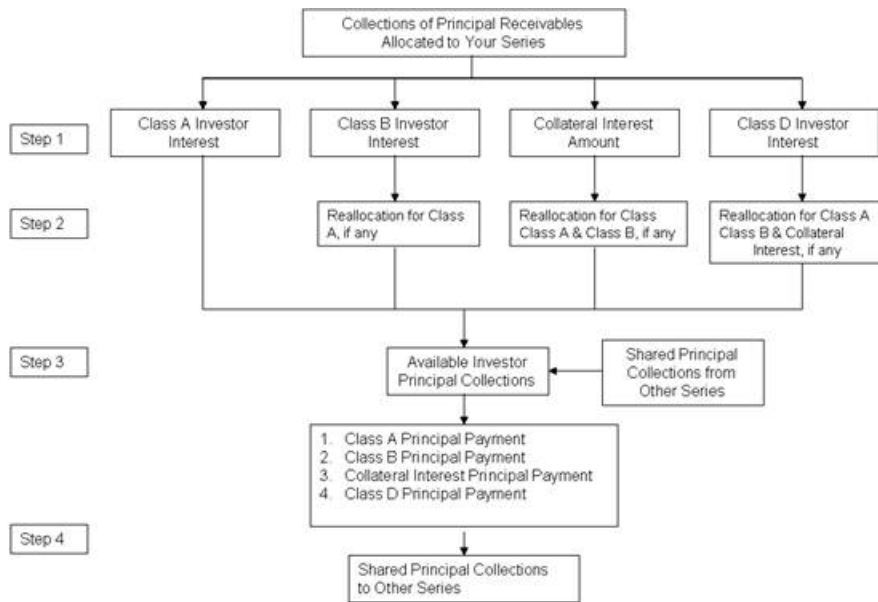 Collections of Principal Receivables
Allocated to Your Series
Step 1
Class A Investor
Interest
Class B Investor
Interest
Collateral Interest
Amount
Class D Investor
Interest
Step 2
Reallocation for Class
A, if any
Reallocation for Class
Class A & Class B, if any
Reallocation for Class A
Class B & Collateral
Interest, if any
Step 3
Available Investor
Principal Collections
Shared Principal
Collections from
Other Series
1. Class A Principal Payment
2. Class B Principal Payment
3. Collateral Interest Principal Payment
4. Class D Principal Payment
Step 4
Shared Principal Collections
to Other Series